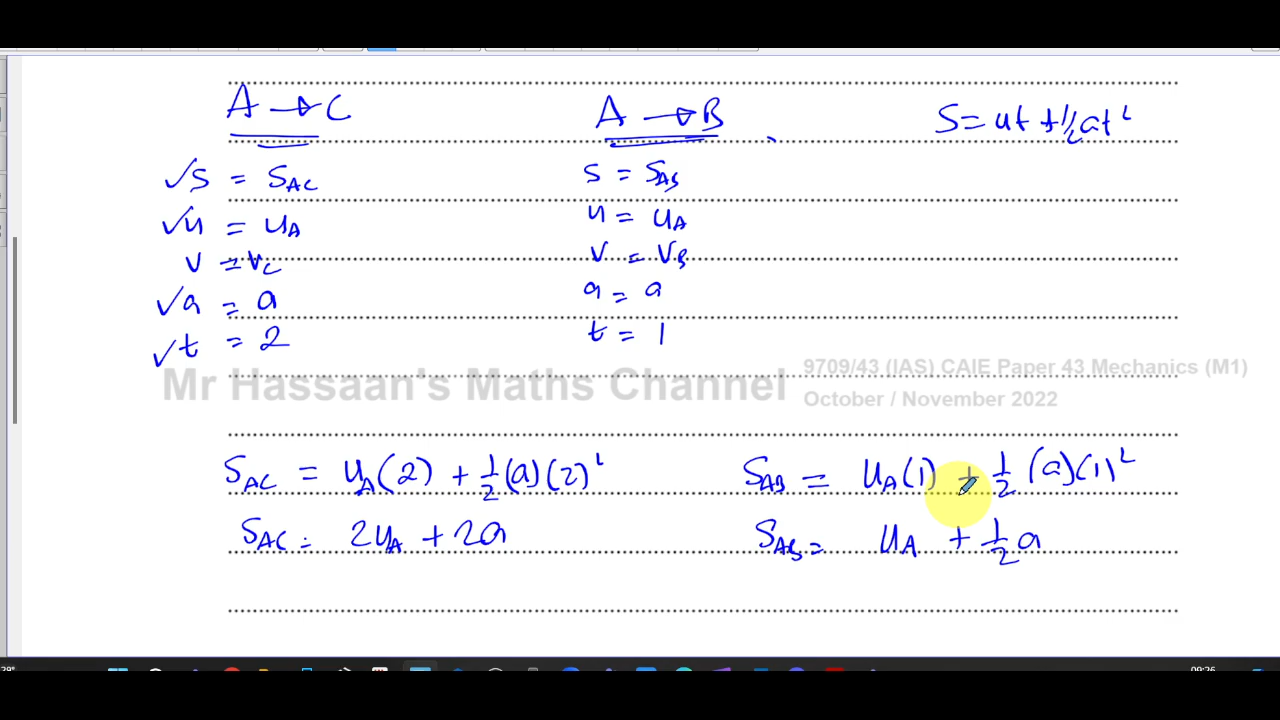 A → C A → B S = ut + ½at²
✓ s = S_AC s = S_AB
✓ u = u_A u = u_A
v = v_C v = v_B
✓ a = a a = a
✓ t = 2 t = 1
Mr Hassaan's Maths Channel
9709/43 (IAS) CAIE Paper 43 Mechanics (M1)
October / November 2022
S_AC = u_A(2) + ½(a)(2)² S_AB = u_A(1) + ½(a)(1)²
S_AC = 2u_A + 2a S_AB = u_A + ½a
09:26